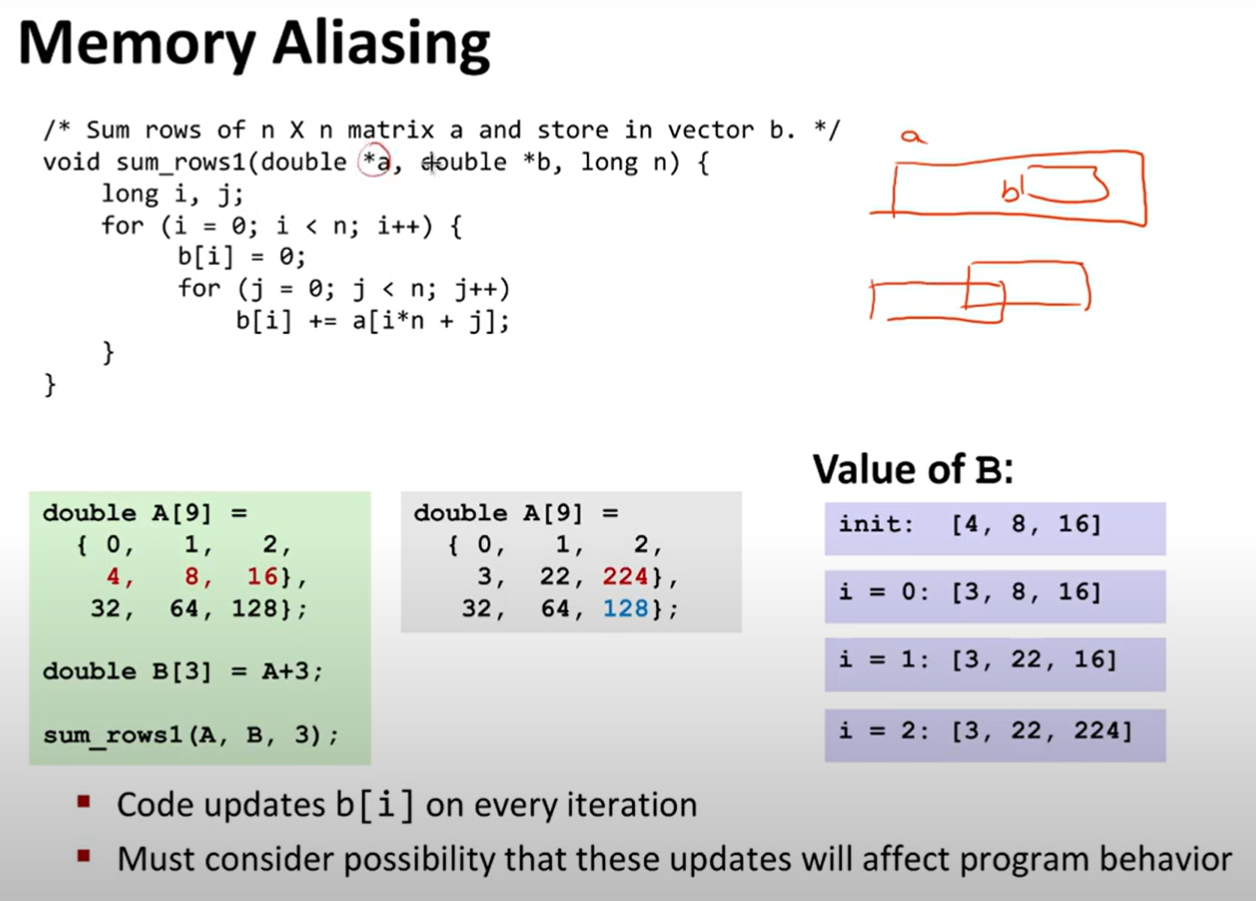 Memory Aliasing
/* Sum rows of n X n matrix a and store in vector b. */
void sum_rows1(double *a, double *b, long n) {
    long i, j;
    for (i = 0; i < n; i++) {
        b[i] = 0;
        for (j = 0; j < n; j++)
            b[i] += a[i*n + j];
    }
}
a
b
double A[9] =
{ 0, 1, 2,
4, 8, 16},
32, 64, 128};
double B[3] = A+3;
sum_rows1(A, B, 3);
double A[9] =
{ 0, 1, 2,
3, 22, 224},
32, 64, 128};
Value of B:
init: [4, 8, 16]
i = 0: [3, 8, 16]
i = 1: [3, 22, 16]
i = 2: [3, 22, 224]
▪ Code updates b[i] on every iteration
▪ Must consider possibility that these updates will affect program behavior